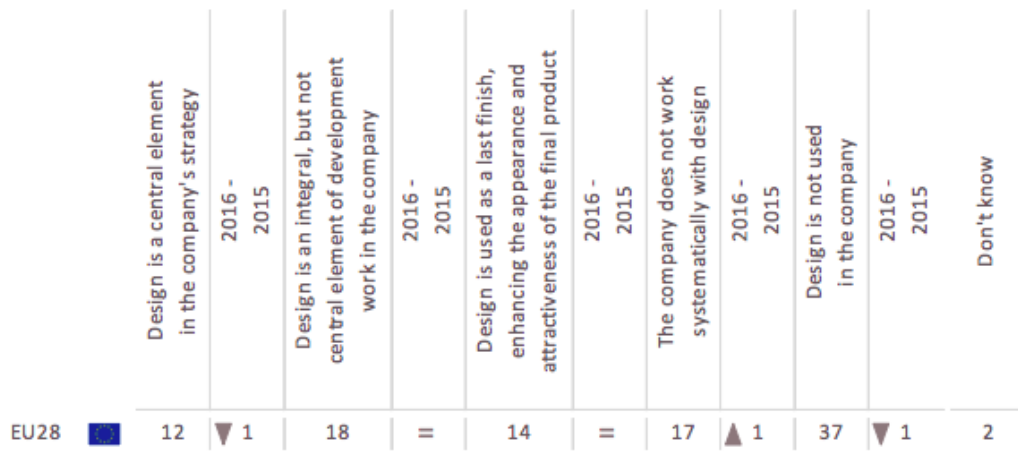 Design is a central element
in the company's strategy
2016 -
2015
Design is an integral, but not
central element of development
work in the company
2016 -
2015
Design is used as a last finish,
enhancing the appearance and
attractiveness of the final product
2016 -
2015
The company does not work
systematically with design
2016 -
2015
Design is not used
in the company
2016 -
2015
Don't know
EU28 12 ▼ 1 18 = 14 = 17 ▲ 1 37 ▼ 1 2